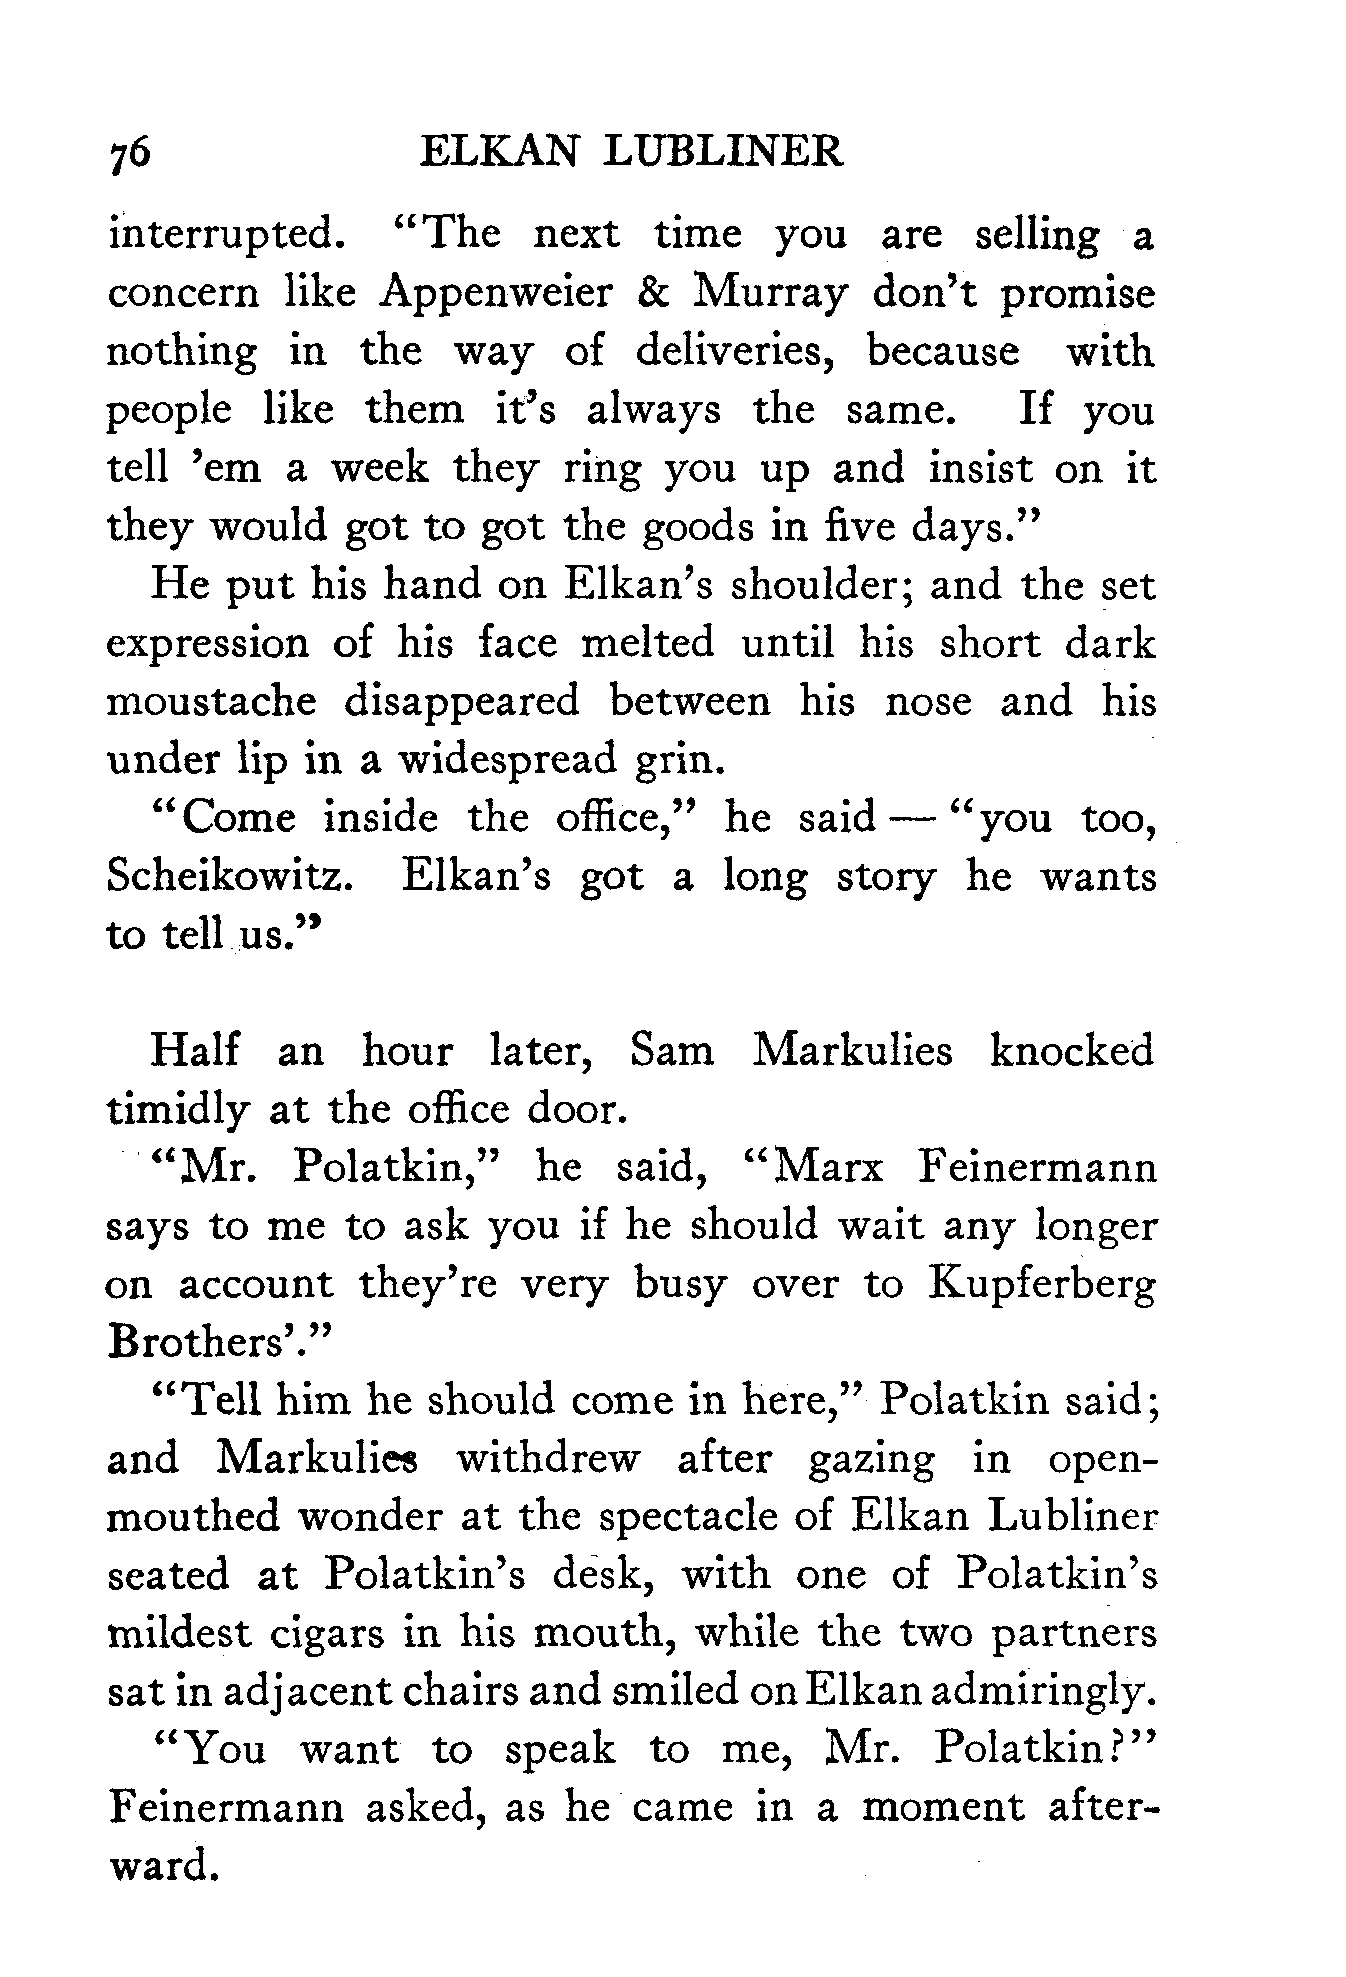 76 ELKAN LUBLINER
interrupted. "The next time you are selling a
concern like Appenweier & Murray don't promise
nothing in the way of deliveries, because with
people like them it's always the same. If you
tell 'em a week they ring you up and insist on it
they would got to got the goods in five days."
He put his hand on Elkan's shoulder; and the set
expression of his face melted until his short dark
moustache disappeared between his nose and his
under lip in a widespread grin.
"Come inside the office," he said — "you too,
Scheikowitz. Elkan's got a long story he wants
to tell us."
Half an hour later, Sam Markulies knocked
timidly at the office door.
"Mr. Polatkin," he said, "Marx Feinermann
says to me to ask you if he should wait any longer
on account they're very busy over to Kupferberg
Brothers'."
"Tell him he should come in here," Polatkin said;
and Markulies withdrew after gazing in open-
mouthed wonder at the spectacle of Elkan Lubliner
seated at Polatkin's desk, with one of Polatkin's
mildest cigars in his mouth, while the two partners
sat in adjacent chairs and smiled on Elkan admiringly.
"You want to speak to me, Mr. Polatkin?"
Feinermann asked, as he came in a moment after-
ward.